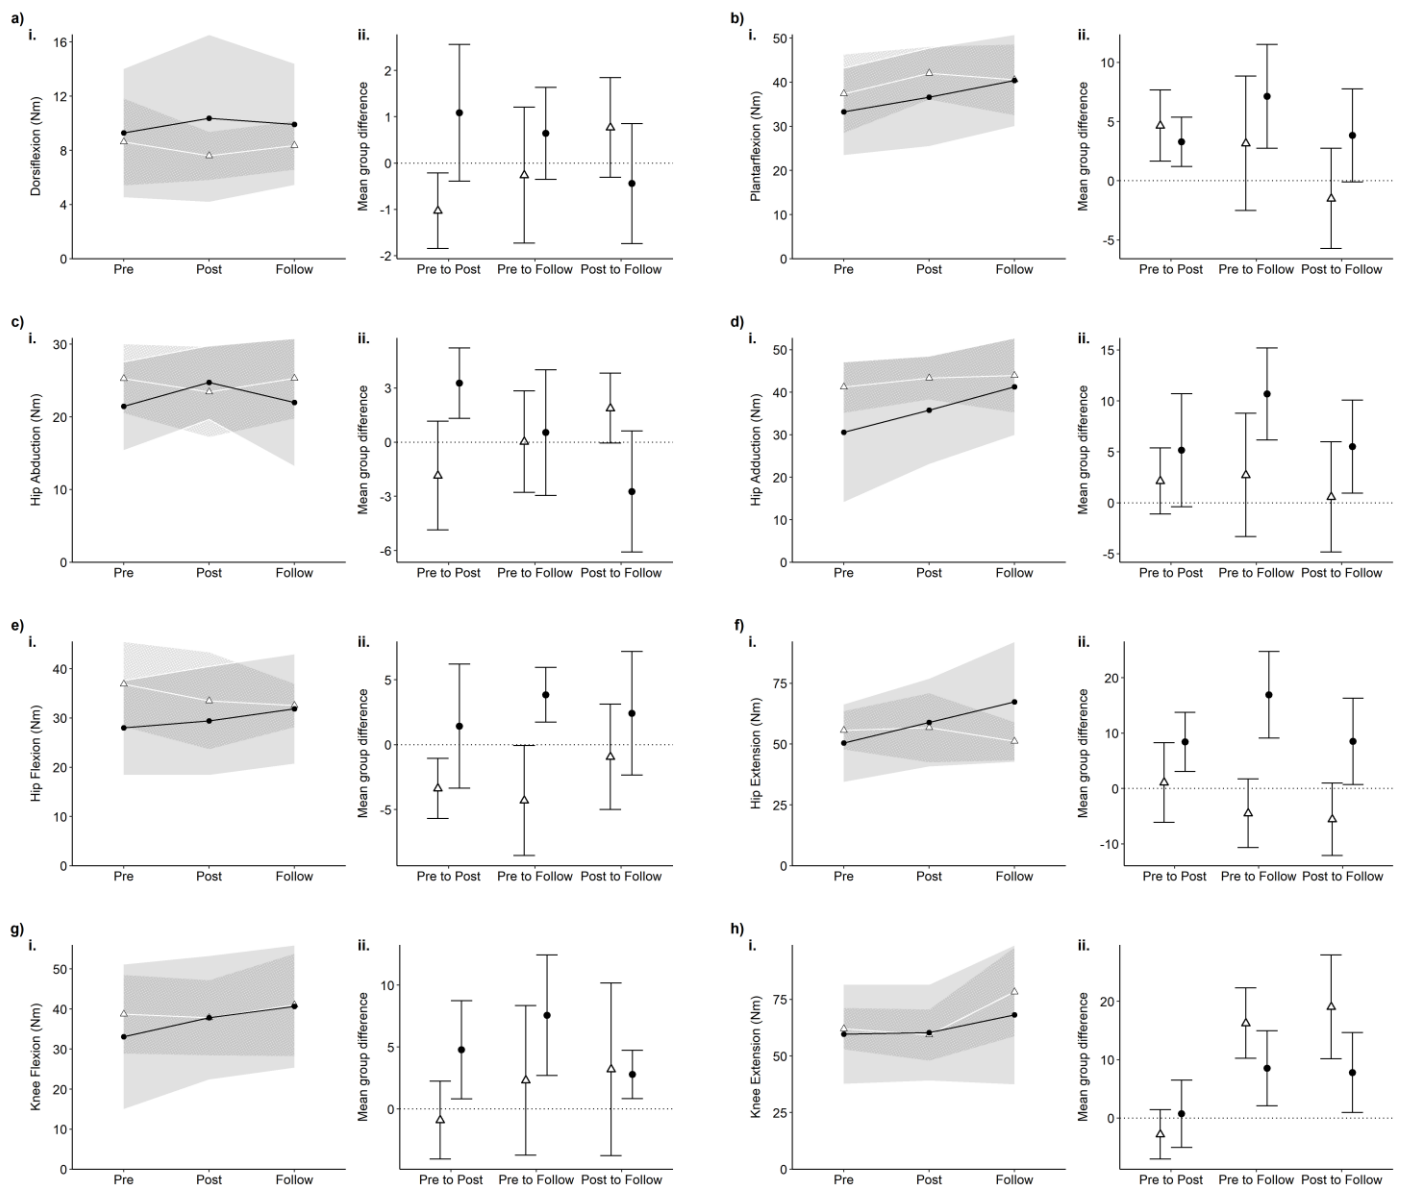 a)
i.
Dorsiflexion (Nm)
16
12
8
4
0
Pre Post Follow
ii.
Mean group difference
2
1
0
-1
-2
Pre to Post Pre to Follow Post to Follow
b)
i.
Plantarflexion (Nm)
50
40
30
20
10
0
Pre Post Follow
ii.
Mean group difference
10
5
0
-5
Pre to Post Pre to Follow Post to Follow
c)
i.
Hip Abduction (Nm)
30
20
10
0
Pre Post Follow
ii.
Mean group difference
3
0
-3
-6
Pre to Post Pre to Follow Post to Follow
d)
i.
Hip Adduction (Nm)
50
40
30
20
10
0
Pre Post Follow
ii.
Mean group difference
15
10
5
0
-5
Pre to Post Pre to Follow Post to Follow
e)
i.
Hip Flexion (Nm)
40
30
20
10
0
Pre Post Follow
ii.
Mean group difference
5
0
-5
Pre to Post Pre to Follow Post to Follow
f)
i.
Hip Extension (Nm)
75
50
25
0
Pre Post Follow
ii.
Mean group difference
20
10
0
-10
Pre to Post Pre to Follow Post to Follow
g)
i.
Knee Flexion (Nm)
50
40
30
20
10
0
Pre Post Follow
ii.
Mean group difference
10
5
0
Pre to Post Pre to Follow Post to Follow
h)
i.
Knee Extension (Nm)
75
50
25
0
Pre Post Follow
ii.
Mean group difference
20
10
0
Pre to Post Pre to Follow Post to Follow